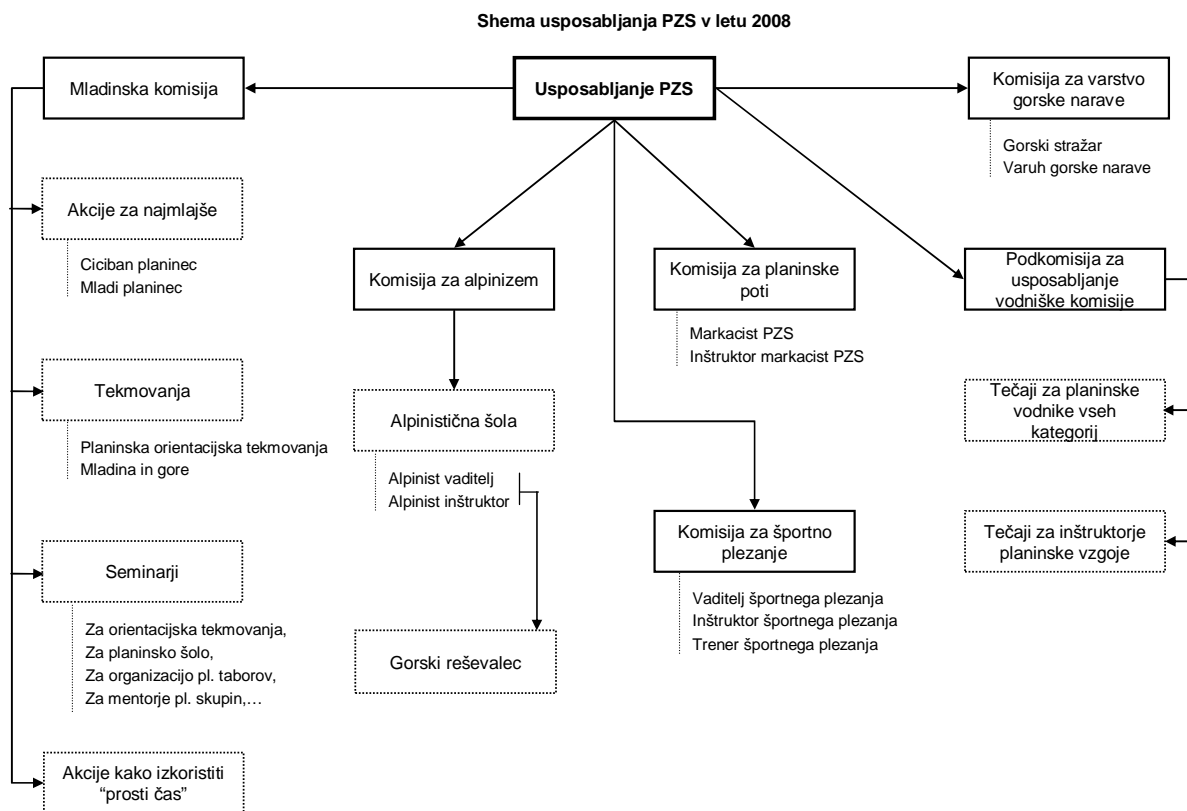 Shema usposabljanja PZS v letu 2008
Mladinska komisija
Usposabljanje PZS
Komisija za varstvo
gorske narave
Gorski stražar
Varuh gorske narave
Akcije za najmlajše
Ciciban planinec
Mladi planinec
Komisija za alpinizem
Komisija za planinske
poti
Podkomisija za
usposabljanje
vodniške komisije
Markacist PZS
Inštruktor markacist PZS
Tekmovanja
Planinska orientacijska tekmovanja
Mladina in gore
Alpinistična šola
Alpinist vaditelj
Alpinist inštruktor
Tečaji za planinske
vodnike vseh
kategorij
Komisija za športno
plezanje
Vaditelj športnega plezanja
Inštruktor športnega plezanja
Trener športnega plezanja
Tečaji za inštruktorje
planinske vzgoje
Seminarji
Za orientacijska tekmovanja,
Za planinsko šolo,
Za organizacijo pl. taborov,
Za mentorje pl. skupin,…
Gorski reševalec
Akcije kako izkoristiti
“prosti čas”